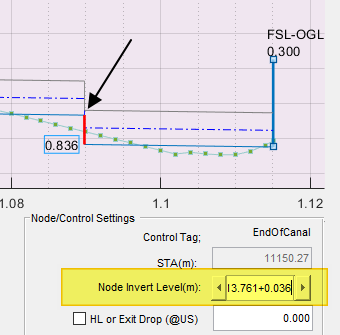 FSL-OGL
0.300
0.836
1.08
1.1
1.12
Node/Control Settings
Control Tag;
EndOfCanal
STA(m):
11150.27
Node Invert Level(m):
3.761+0.036
HL or Exit Drop (@US)
0.000